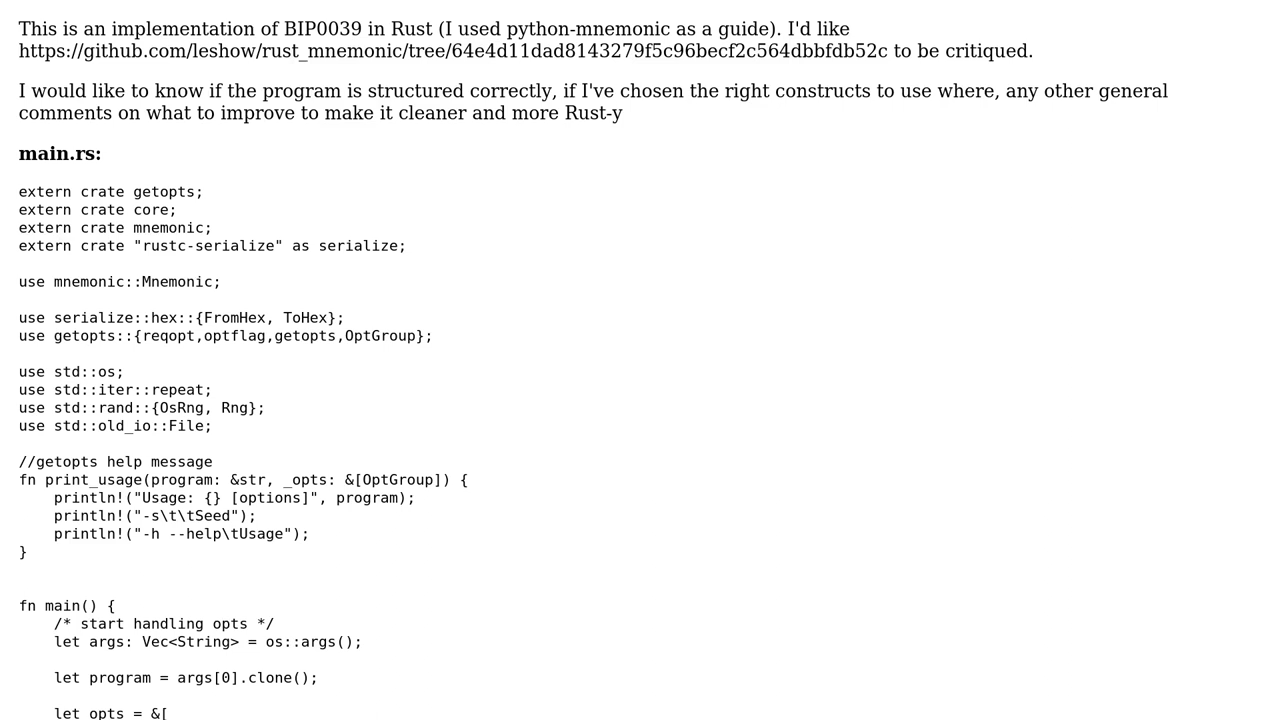 This is an implementation of BIP0039 in Rust (I used python-mnemonic as a guide). I'd like
https://github.com/leshow/rust_mnemonic/tree/64e4d11dad8143279f5c96becf2c564dbbfdb52c to be critiqued.
I would like to know if the program is structured correctly, if I've chosen the right constructs to use where, any other general
comments on what to improve to make it cleaner and more Rust-y
main.rs:
extern crate getopts;
extern crate core;
extern crate mnemonic;
extern crate "rustc-serialize" as serialize;
use mnemonic::Mnemonic;
use serialize::hex::{FromHex, ToHex};
use getopts::{reqopt,optflag,getopts,OptGroup};
use std::os;
use std::iter::repeat;
use std::rand::{OsRng, Rng};
use std::old_io::File;
//getopts help message
fn print_usage(program: &str, _opts: &[OptGroup]) {
    println!("Usage: {} [options]", program);
    println!("-s\t\tSeed");
    println!("-h --help\tUsage");
}
fn main() {
    /* start handling opts */
    let args: Vec<String> = os::args();
    let program = args[0].clone();
    let opts = &[